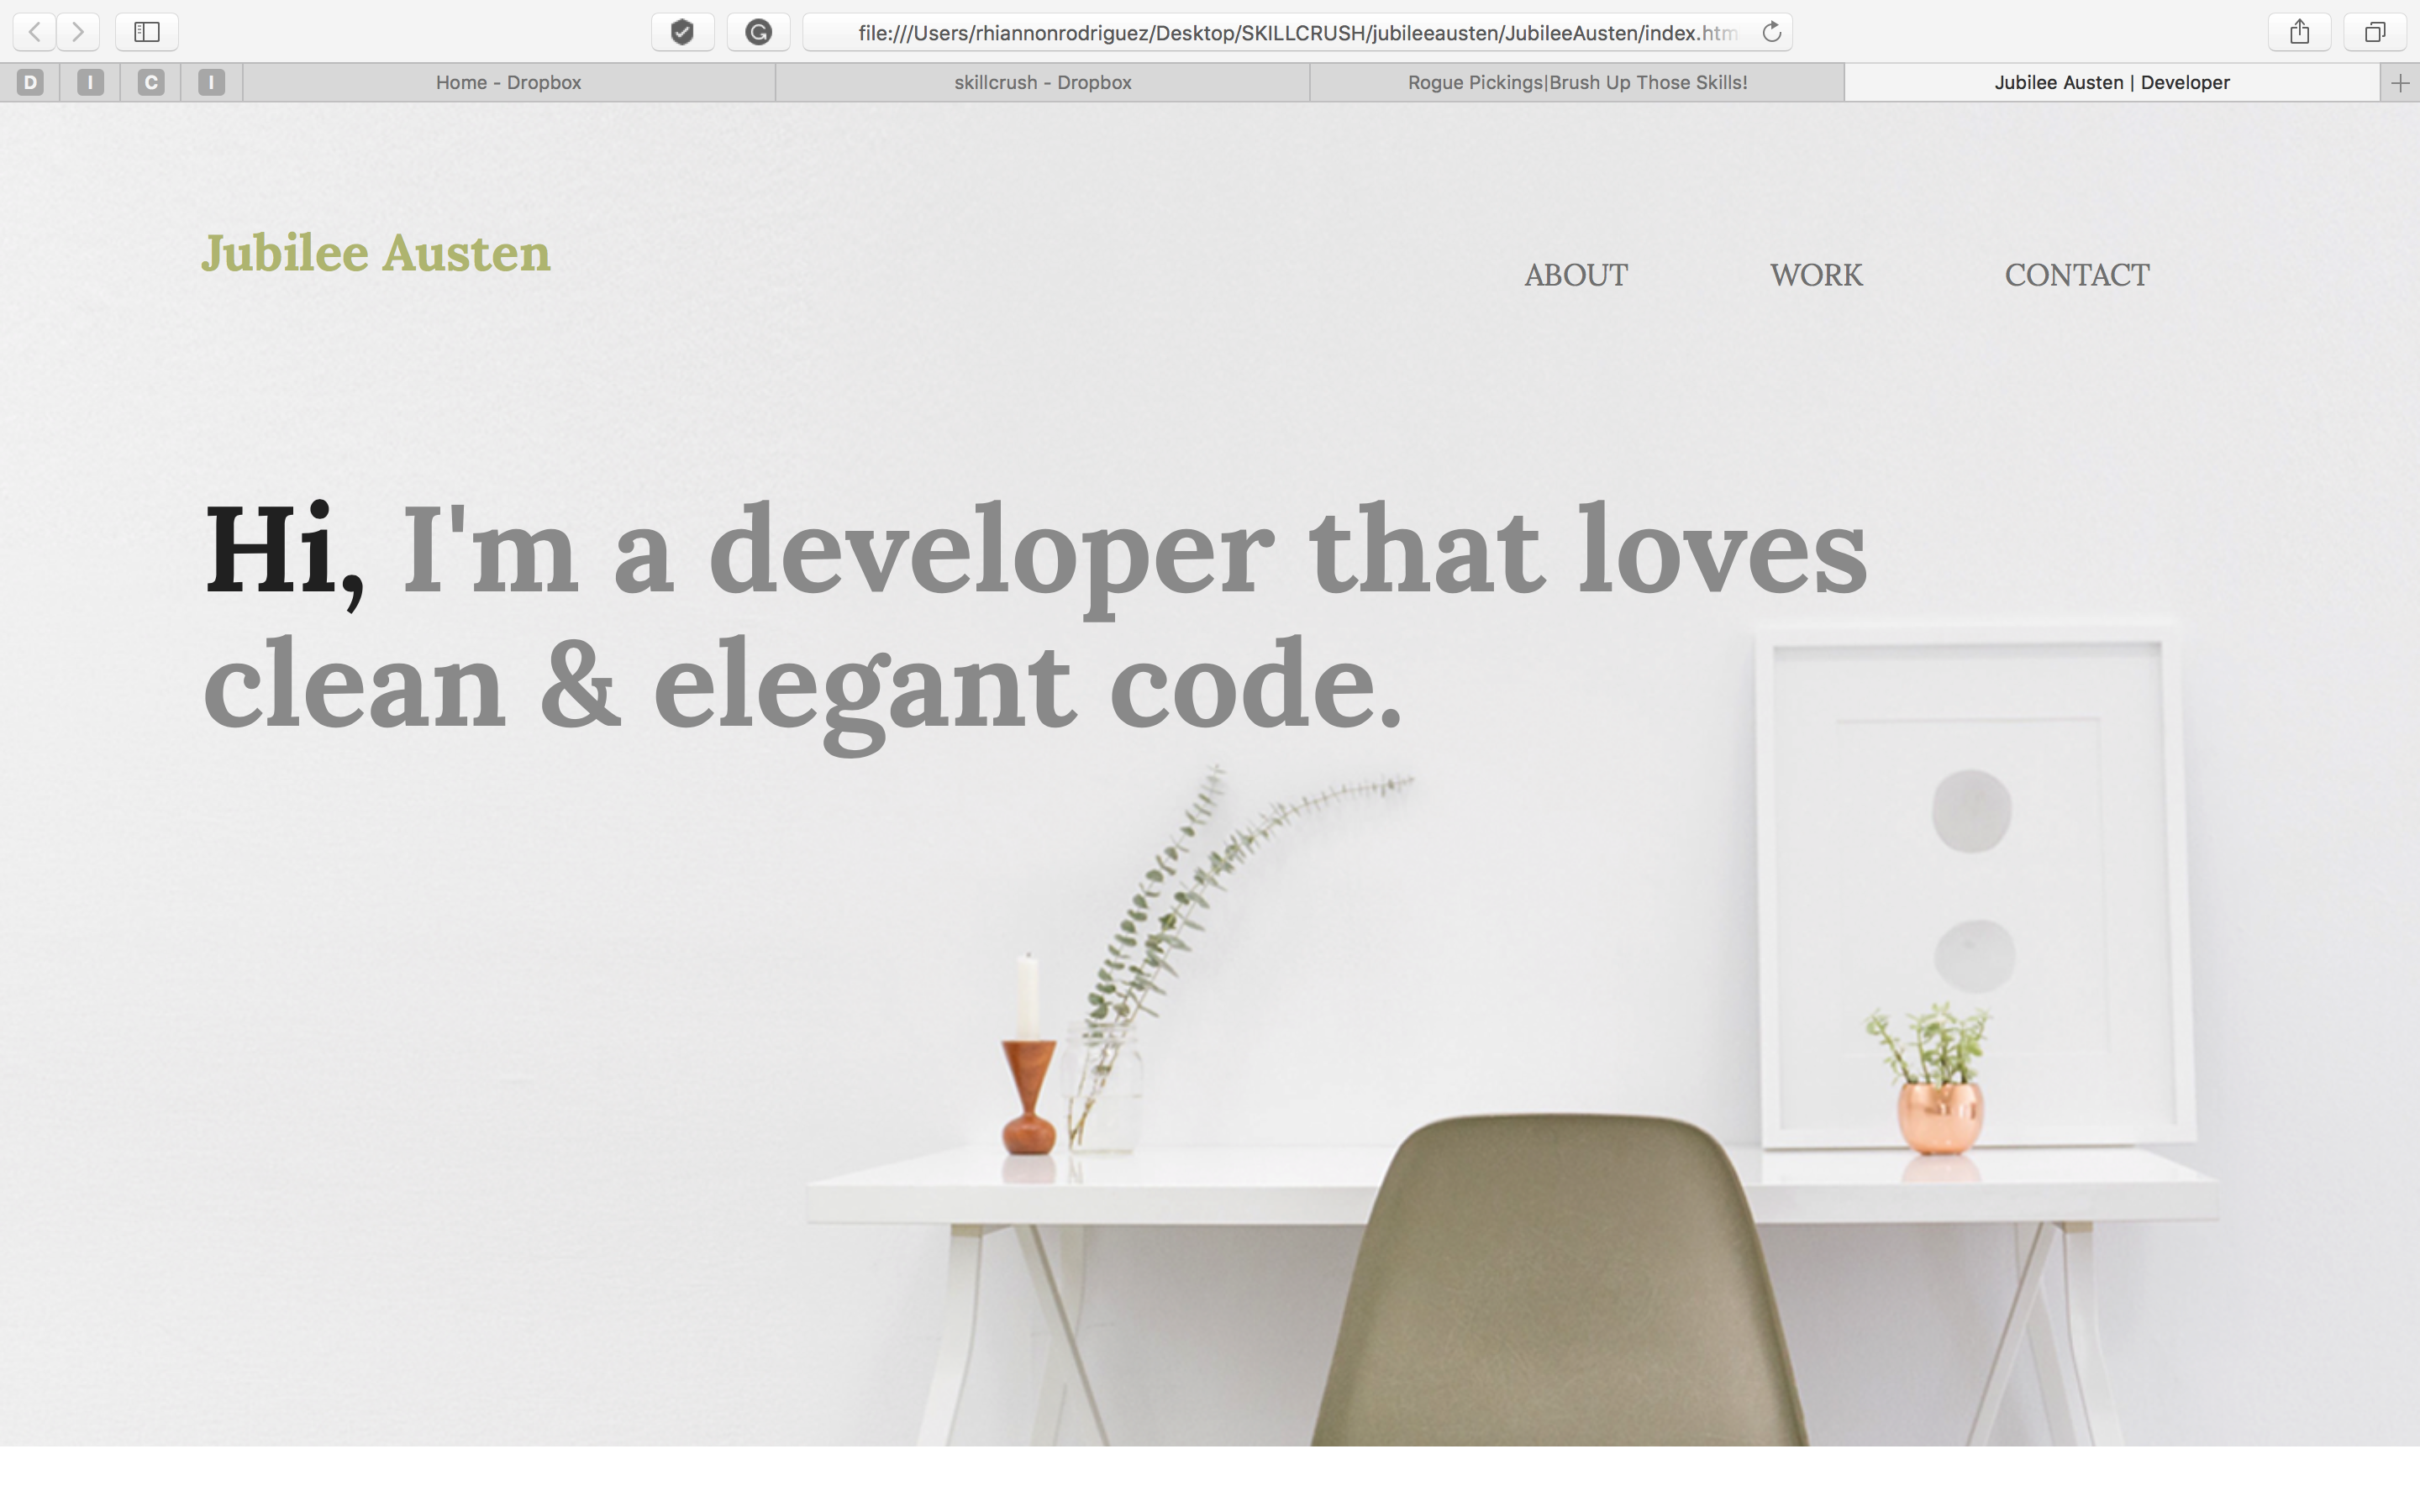 file:///Users/rhiannonrodriguez/Desktop/SKILLCRUSH/jubileeausten/JubileeAusten/index.htm
D I C I Home - Dropbox skillcrush - Dropbox Rogue Pickings|Brush Up Those Skills! Jubilee Austen | Developer
Jubilee Austen
ABOUT WORK CONTACT
Hi, I'm a developer that loves
clean & elegant code.